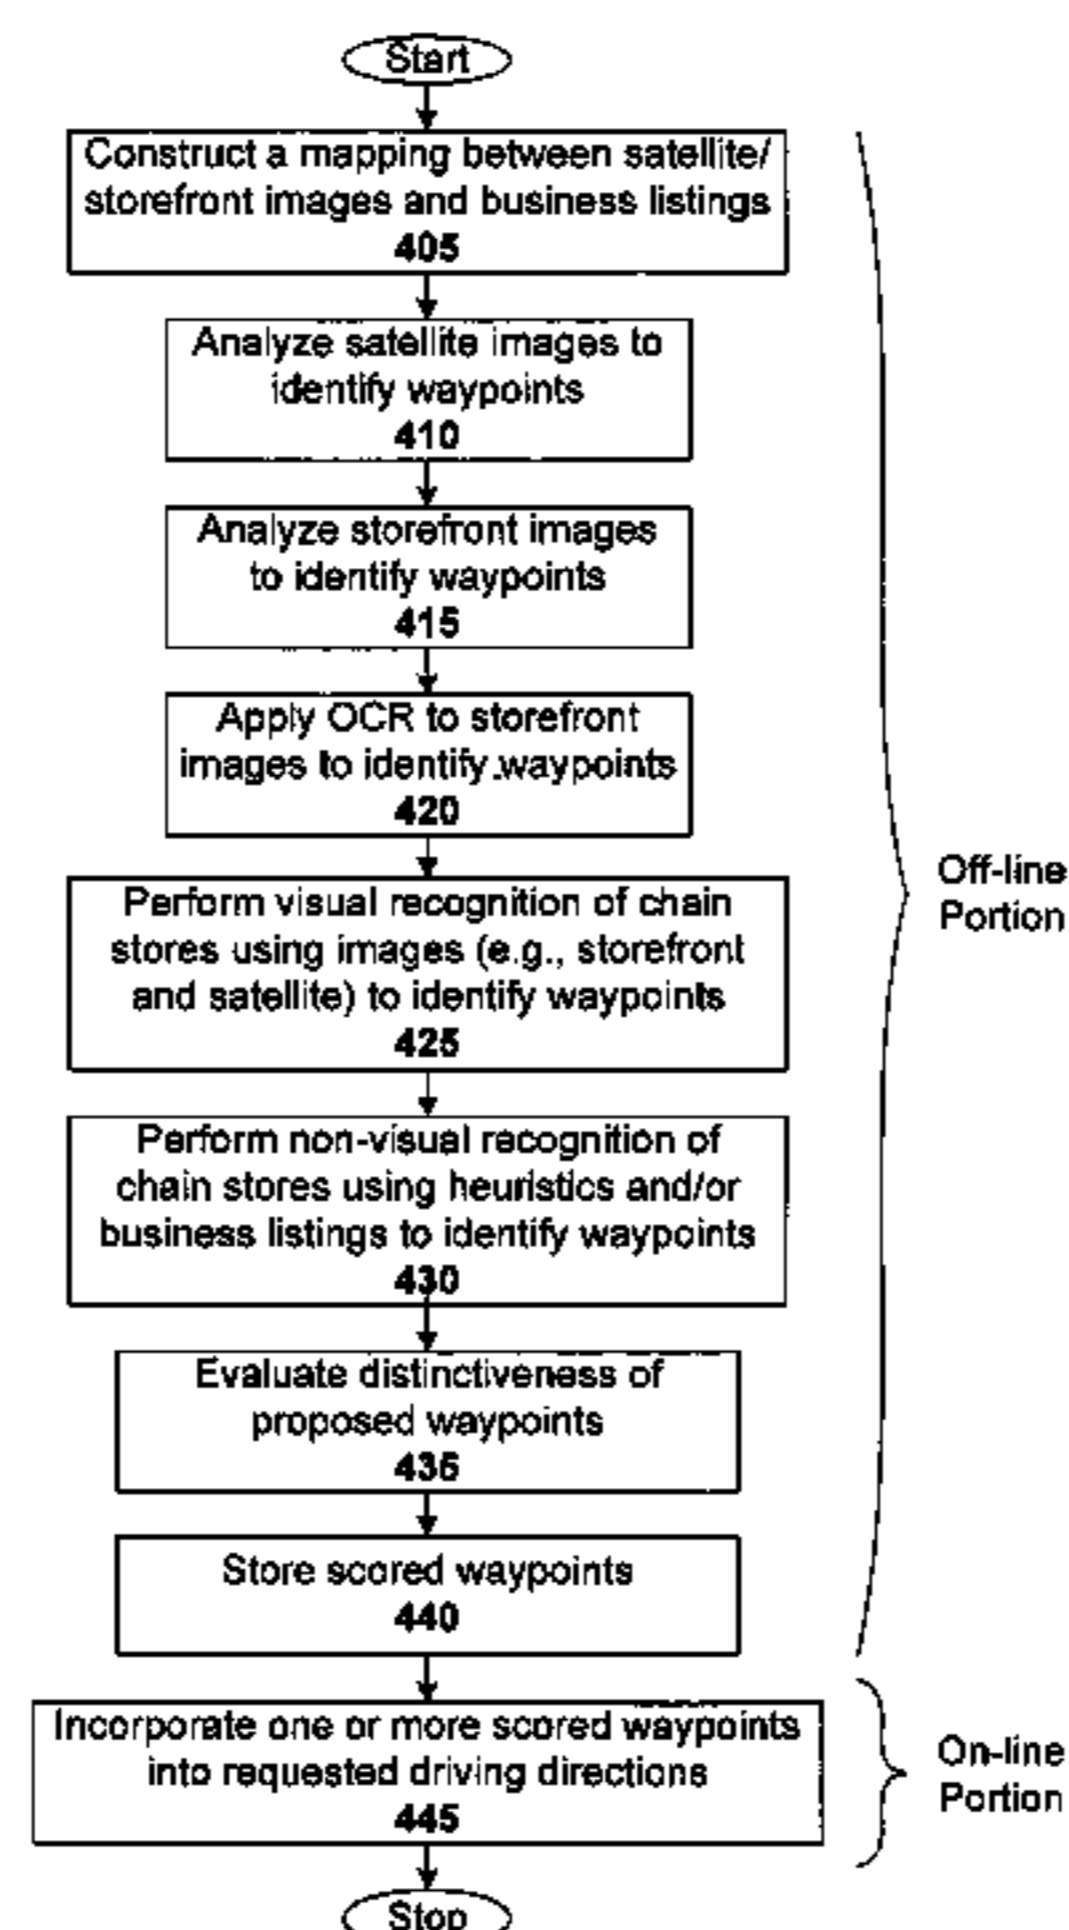 Start
Construct a mapping between satellite/
storefront images and business listings
405
Analyze satellite images to
identify waypoints
410
Analyze storefront images
to identify waypoints
415
Apply OCR to storefront
images to identify waypoints
420
Perform visual recognition of chain
stores using images (e.g., storefront
and satellite) to identify waypoints
425
Perform non-visual recognition of
chain stores using heuristics and/or
business listings to identify waypoints
430
Evaluate distinctiveness of
proposed waypoints
435
Store scored waypoints
440
Off-line
Portion
Incorporate one or more scored waypoints
into requested driving directions
445
On-line
Portion
Stop